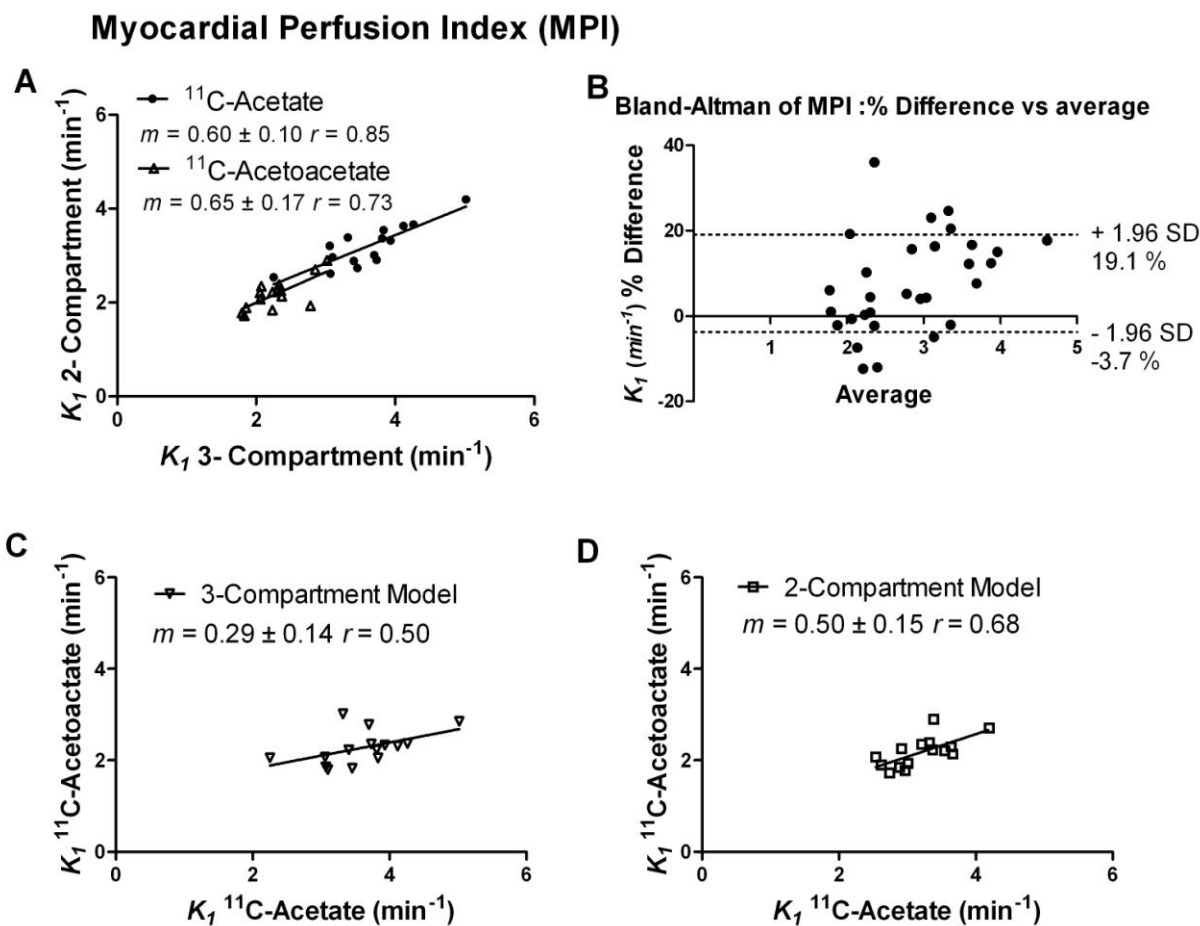 Myocardial Perfusion Index (MPI)
A
¹¹C-Acetate
m = 0.60 ± 0.10 r = 0.85
¹¹C-Acetoacetate
m = 0.65 ± 0.17 r = 0.73
K₁ 2- Compartment (min⁻¹)
6
4
2
0
0 2 4 6
K₁ 3- Compartment (min⁻¹)
B
Bland-Altman of MPI :% Difference vs average
K₁ (min⁻¹) % Difference
40
20
0
-20
1 2 3 4 5
Average
+ 1.96 SD
19.1 %
- 1.96 SD
-3.7 %
C
3-Compartment Model
m = 0.29 ± 0.14 r = 0.50
K₁ ¹¹C-Acetoactate (min⁻¹)
6
4
2
0
0 2 4 6
K₁ ¹¹C-Acetate (min⁻¹)
D
2-Compartment Model
m = 0.50 ± 0.15 r = 0.68
K₁ ¹¹C-Acetoactate (min⁻¹)
6
4
2
0
0 2 4 6
K₁ ¹¹C-Acetate (min⁻¹)